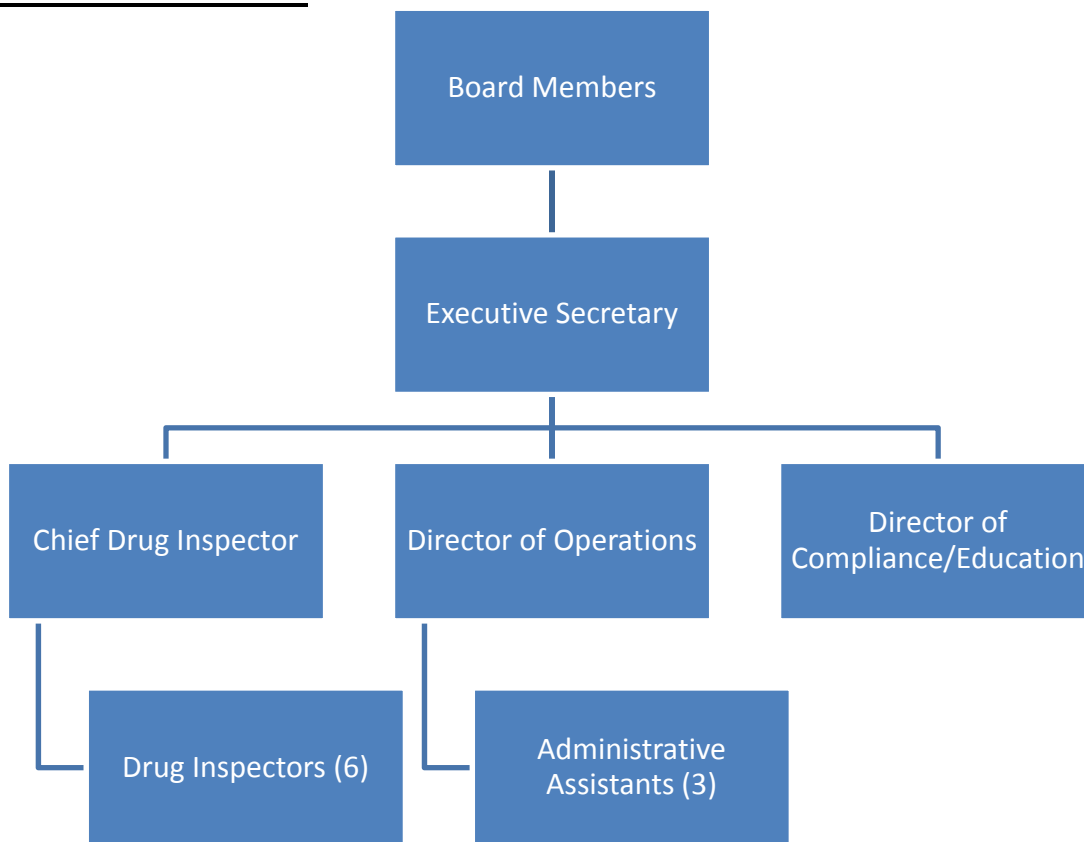 Board Members
Executive Secretary
Chief Drug Inspector
Director of Operations
Director of
Compliance/Education
Drug Inspectors (6)
Administrative
Assistants (3)